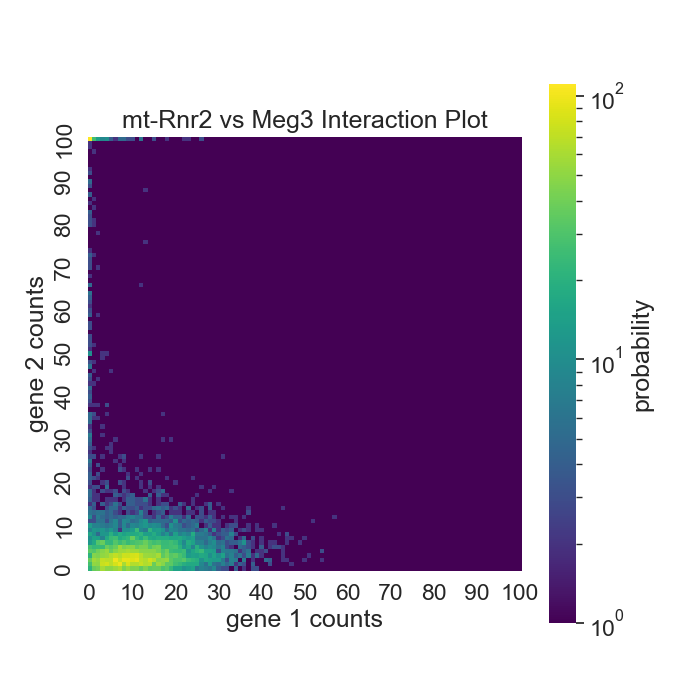 mt-Rnr2 vs Meg3 Interaction Plot
gene 2 counts
100
90
80
70
60
50
40
30
20
10
0
0 10 20 30 40 50 60 70 80 90 100
gene 1 counts
10²
10¹
10⁰
probability